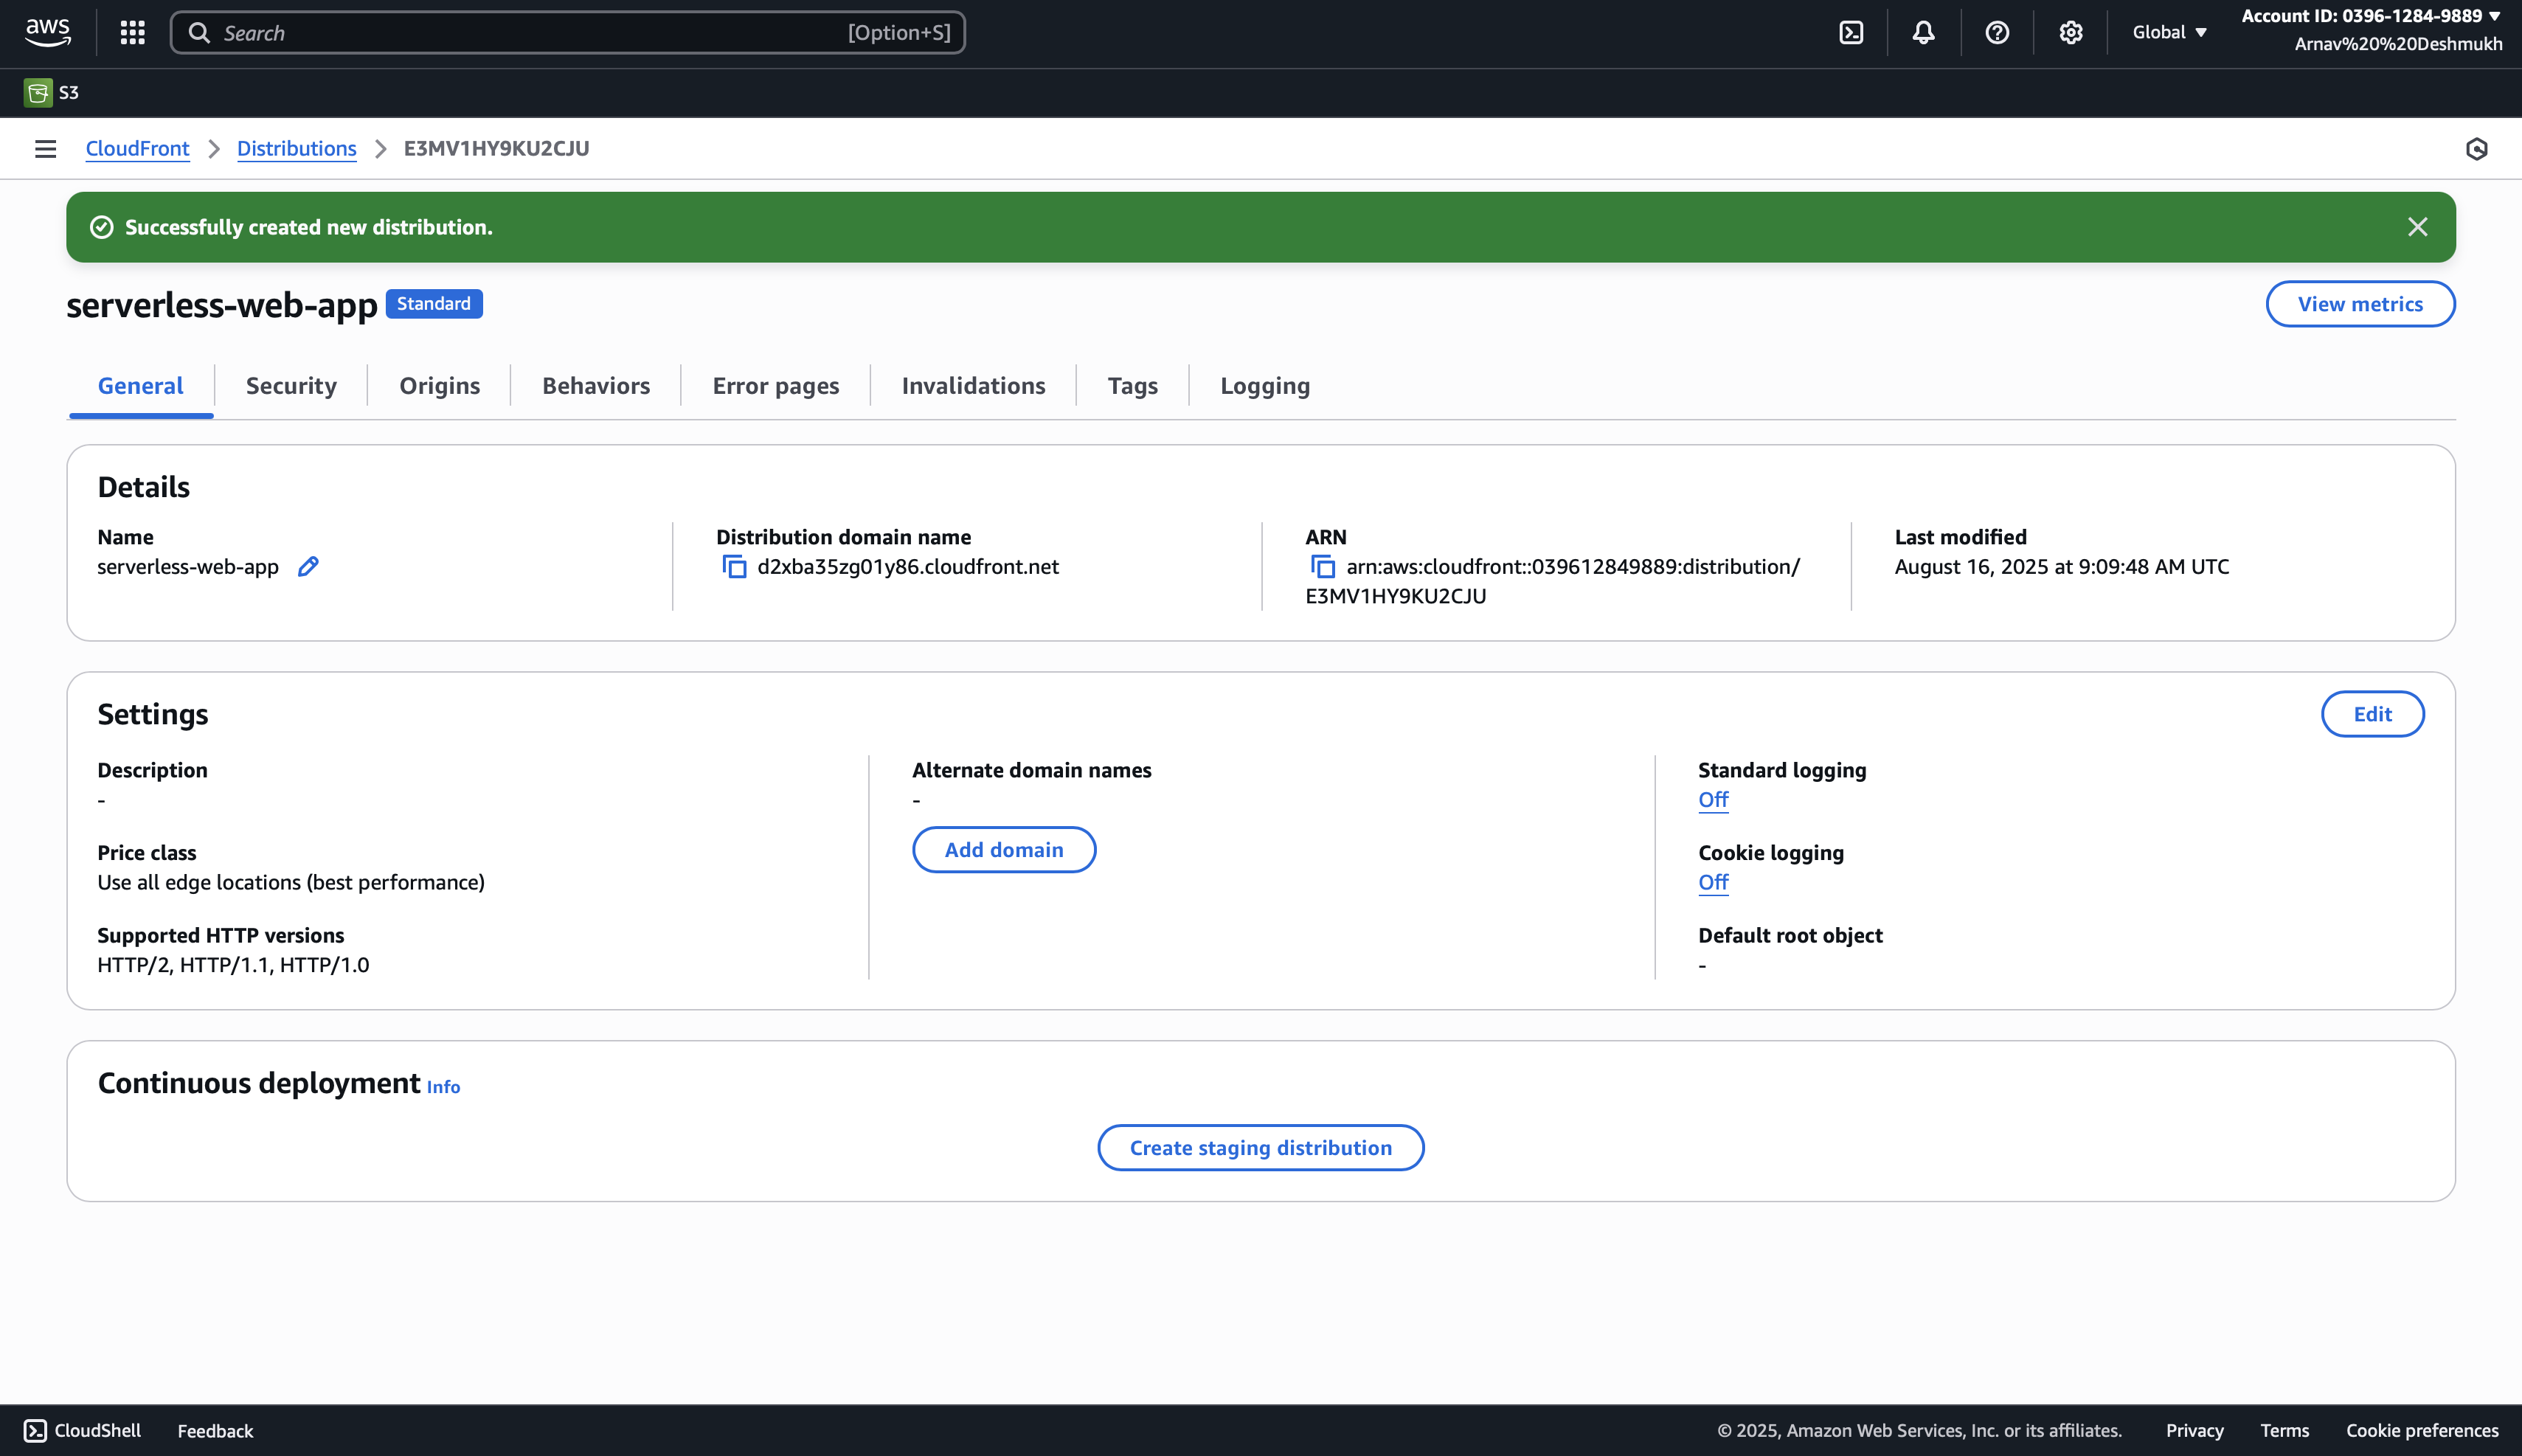 aws
Search [Option+S]
Global
Account ID: 0396-1284-9889
Arnav%20%20Deshmukh
S3
CloudFront
Distributions
E3MV1HY9KU2CJU
Successfully created new distribution.
serverless-web-app Standard
View metrics
General
Security
Origins
Behaviors
Error pages
Invalidations
Tags
Logging
Details
Name
serverless-web-app
Distribution domain name
d2xba35zg01y86.cloudfront.net
ARN
arn:aws:cloudfront::039612849889:distribution/
E3MV1HY9KU2CJU
Last modified
August 16, 2025 at 9:09:48 AM UTC
Settings
Edit
Description
-
Price class
Use all edge locations (best performance)
Supported HTTP versions
HTTP/2, HTTP/1.1, HTTP/1.0
Alternate domain names
-
Add domain
Standard logging
Off
Cookie logging
Off
Default root object
-
Continuous deployment Info
Create staging distribution
CloudShell
Feedback
© 2025, Amazon Web Services, Inc. or its affiliates.
Privacy
Terms
Cookie preferences